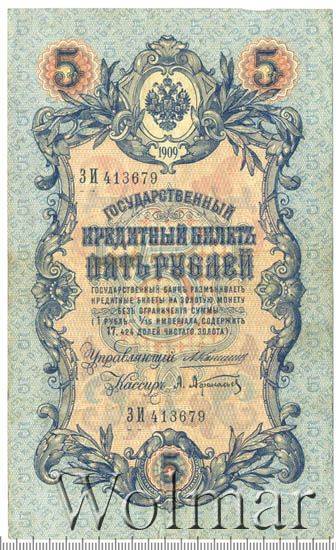 5 5
1909
ЗИ 413679
ГОСУДАРСТВЕННЫЙ
КРЕДИТНЫЙ БИЛЕТЪ
ПЯТЬ РУБЛЕЙ
ГОСУДАРСТВЕННЫЙ БАНКЪ РАЗМѢНИВАЕТЪ
КРЕДИТНЫЕ БИЛЕТЫ НА ЗОЛОТУЮ МОНЕТУ
БЕЗЪ ОГРАНИЧЕНІЯ СУММЫ
(1 РУБЛЬ = 1/15 ИМПЕРІАЛА, СОДЕРЖИТЪ
17,424 ДОЛЕЙ ЧИСТАГО ЗОЛОТА).
Управляющій
Кассиръ А. Афанасьев
ЗИ 413679
5
Wolmar